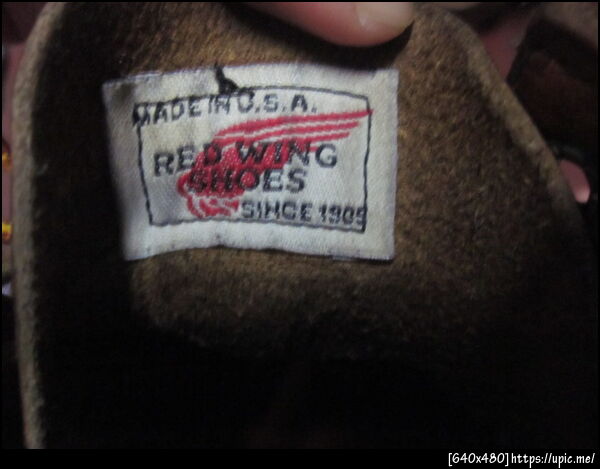 MADE IN U.S.A.
RED WING
SHOES
SINCE 1905
[640x480]https://upic.me/